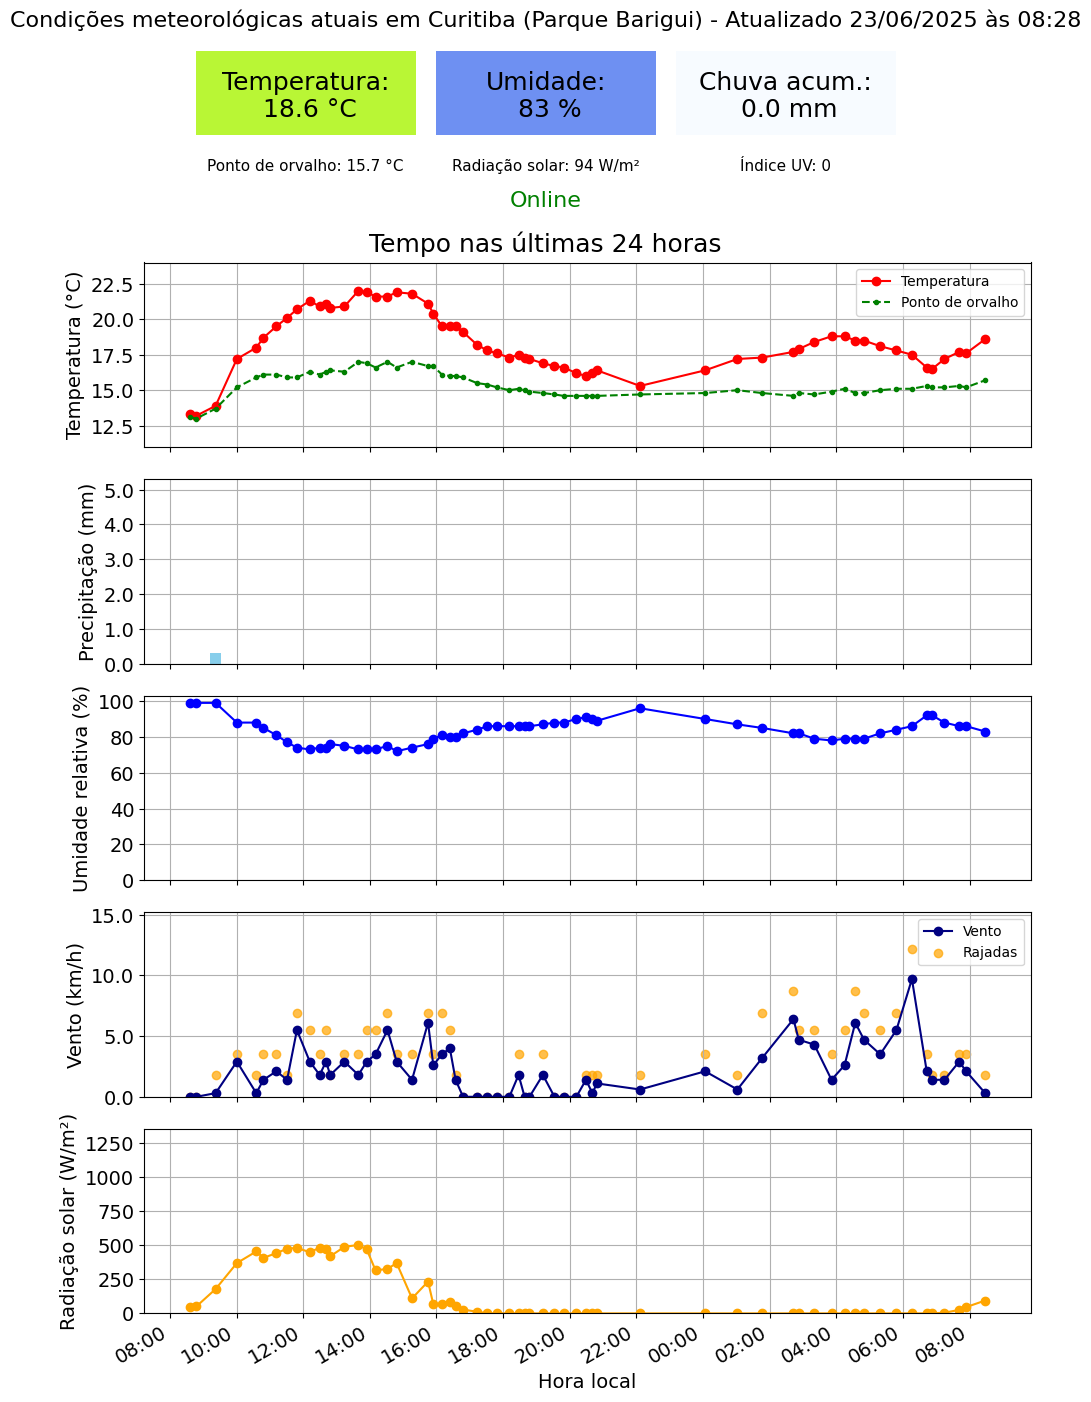 Condições meteorológicas atuais em Curitiba (Parque Barigui) - Atualizado 23/06/2025 às 08:28
Temperatura:
18.6 °C
Umidade:
83 %
Chuva acum.:
0.0 mm
Ponto de orvalho: 15.7 °C
Radiação solar: 94 W/m²
Índice UV: 0
Online
Tempo nas últimas 24 horas
Temperatura (°C)
22.5
20.0
17.5
15.0
12.5
Temperatura
Ponto de orvalho
Precipitação (mm)
5.0
4.0
3.0
2.0
1.0
0.0
Umidade relativa (%)
100
80
60
40
20
0
Vento (km/h)
15.0
10.0
5.0
0.0
Vento
Rajadas
Radiação solar (W/m²)
1250
1000
750
500
250
0
08:00
10:00
12:00
14:00
16:00
18:00
20:00
22:00
00:00
02:00
04:00
06:00
08:00
Hora local